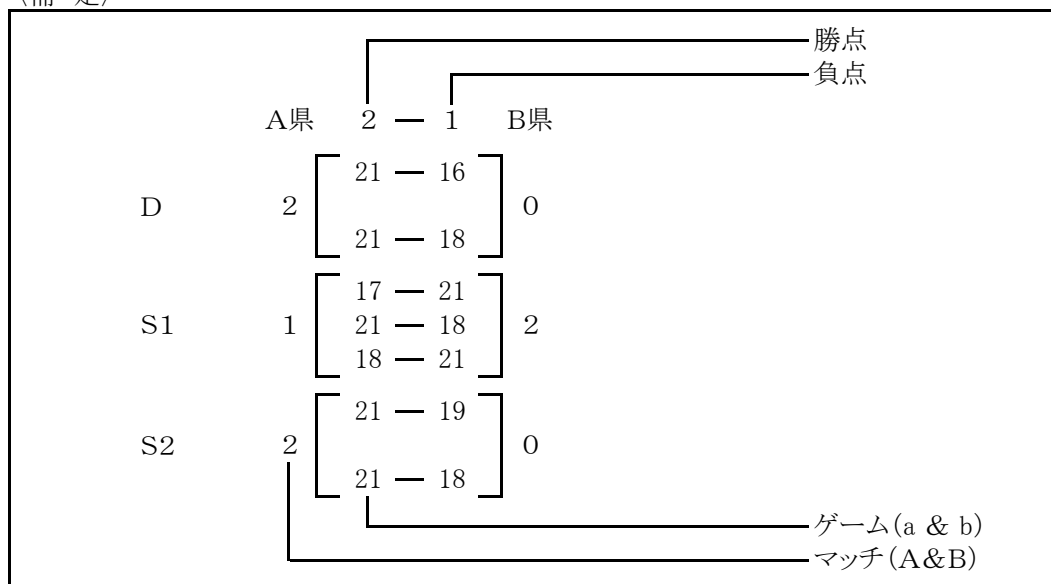 勝点
負点
A県 2 — 1 B県
21 — 16
D 2 0
21 — 18
17 — 21
S1 1 21 — 18 2
18 — 21
21 — 19
S2 2 0
21 — 18
ゲーム(a & b)
マッチ(A&B)